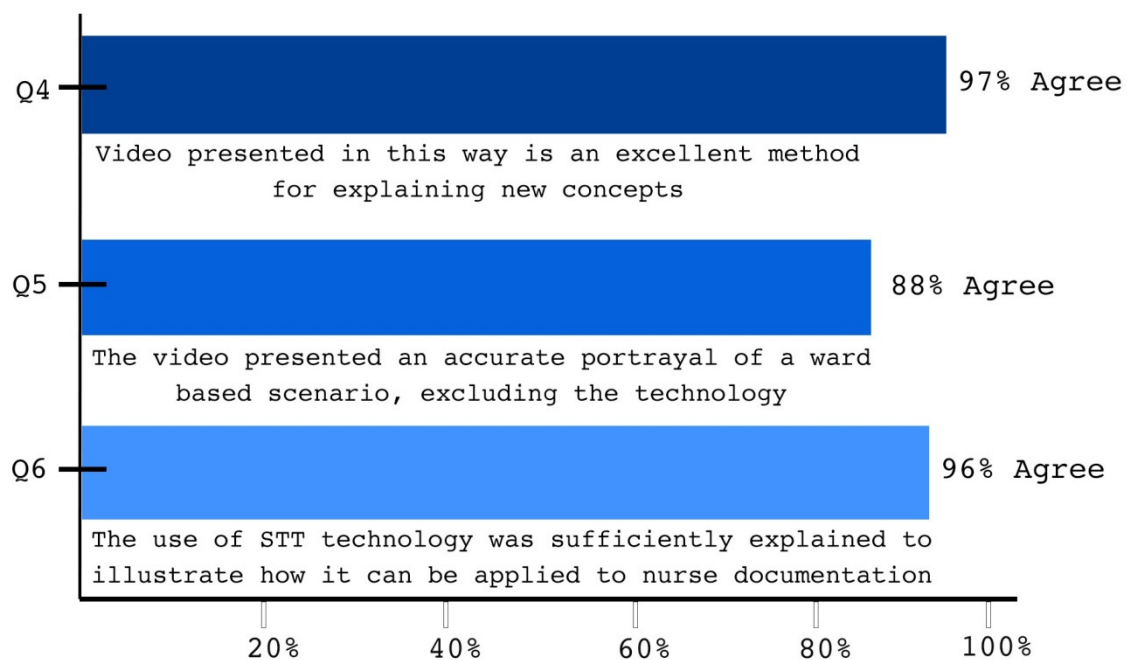 Q4
97% Agree
Video presented in this way is an excellent method
for explaining new concepts
Q5
88% Agree
The video presented an accurate portrayal of a ward
based scenario, excluding the technology
Q6
96% Agree
The use of STT technology was sufficiently explained to
illustrate how it can be applied to nurse documentation
20% 40% 60% 80% 100%